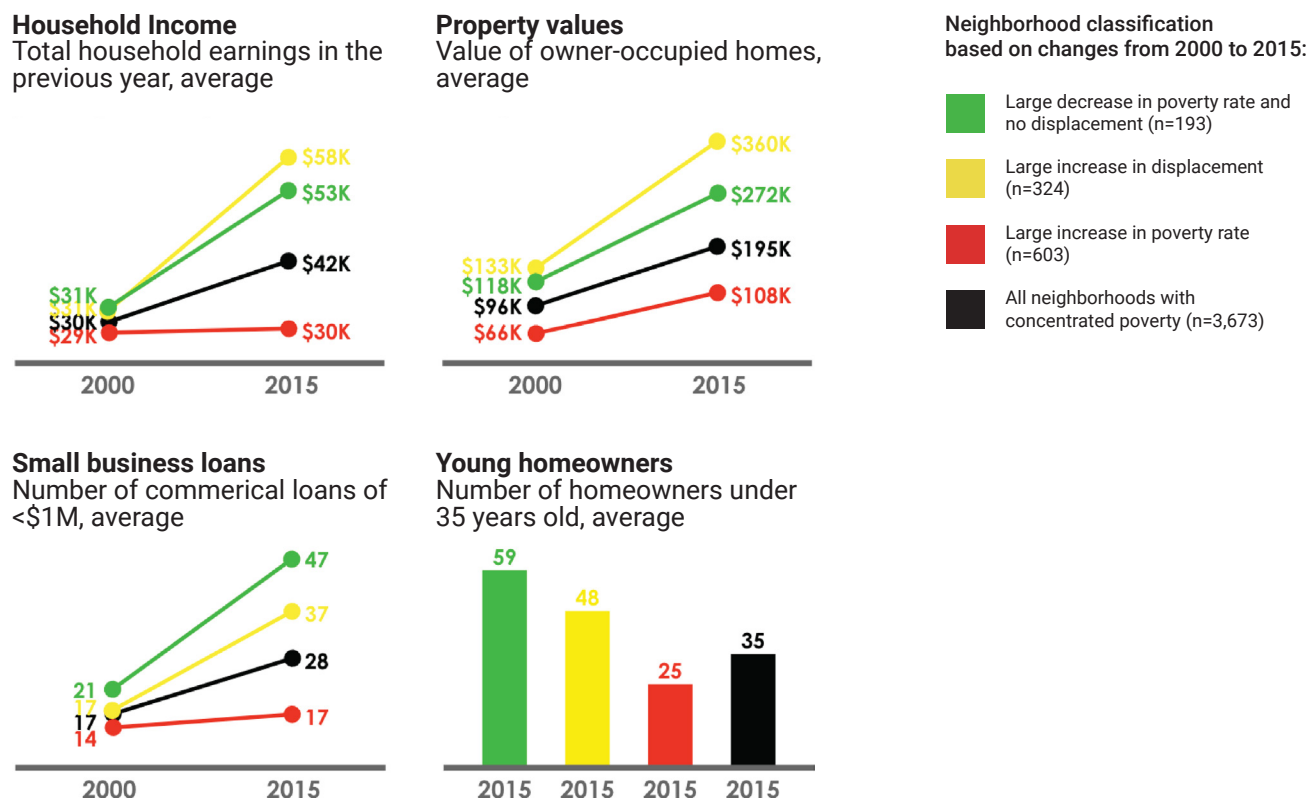 Household Income
Total household earnings in the
previous year, average
$58K
$53K
$42K
$31K
$31K
$30K
$29K
$30K
2000
2015
Property values
Value of owner-occupied homes,
average
$360K
$272K
$195K
$133K
$118K
$96K
$108K
$66K
2000
2015
Neighborhood classification
based on changes from 2000 to 2015:
Large decrease in poverty rate and
no displacement (n=193)
Large increase in displacement
(n=324)
Large increase in poverty rate
(n=603)
All neighborhoods with
concentrated poverty (n=3,673)
Small business loans
Number of commerical loans of
<$1M, average
47
37
28
21
17
17
14
17
2000
2015
Young homeowners
Number of homeowners under
35 years old, average
59
48
25
35
2015
2015
2015
2015